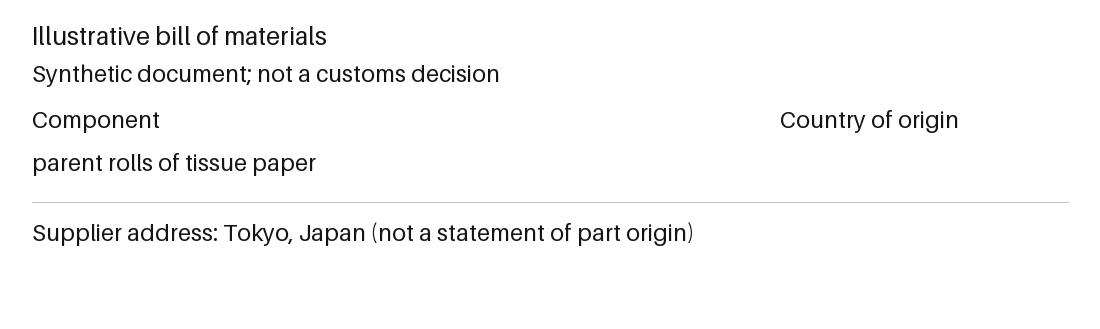 Illustrative bill of materials
Synthetic document; not a customs decision
Component Country of origin
parent rolls of tissue paper
Supplier address: Tokyo, Japan (not a statement of part origin)